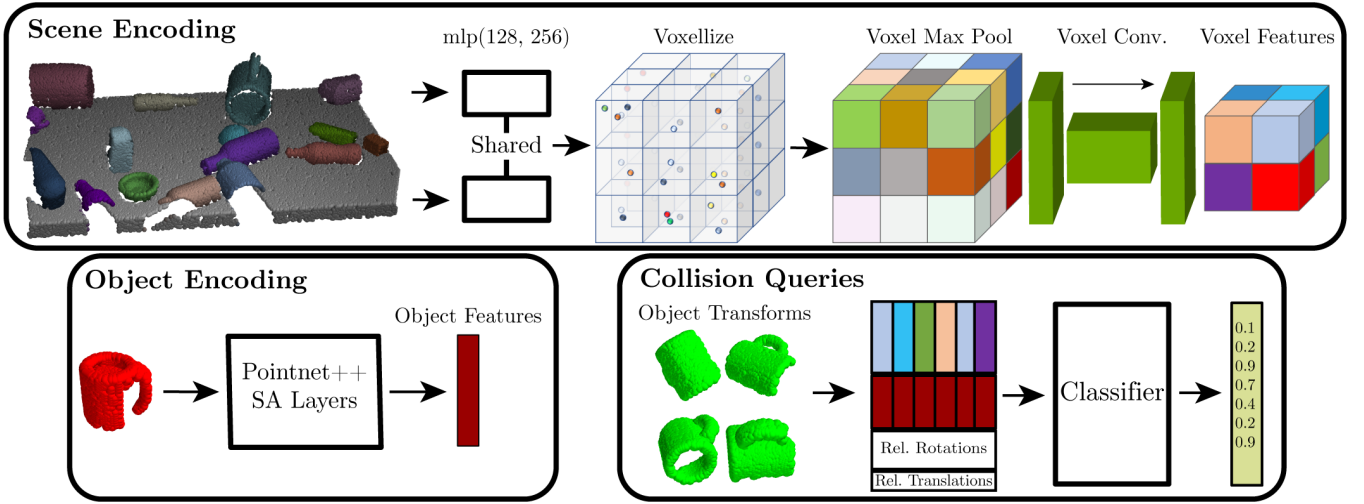 Scene Encoding
mlp(128, 256)
Voxellize
Voxel Max Pool
Voxel Conv.
Voxel Features
Shared
Object Encoding
Object Features
Pointnet++
SA Layers
Collision Queries
Object Transforms
Rel. Rotations
Rel. Translations
Classifier
0.1
0.2
0.9
0.7
0.4
0.2
0.9